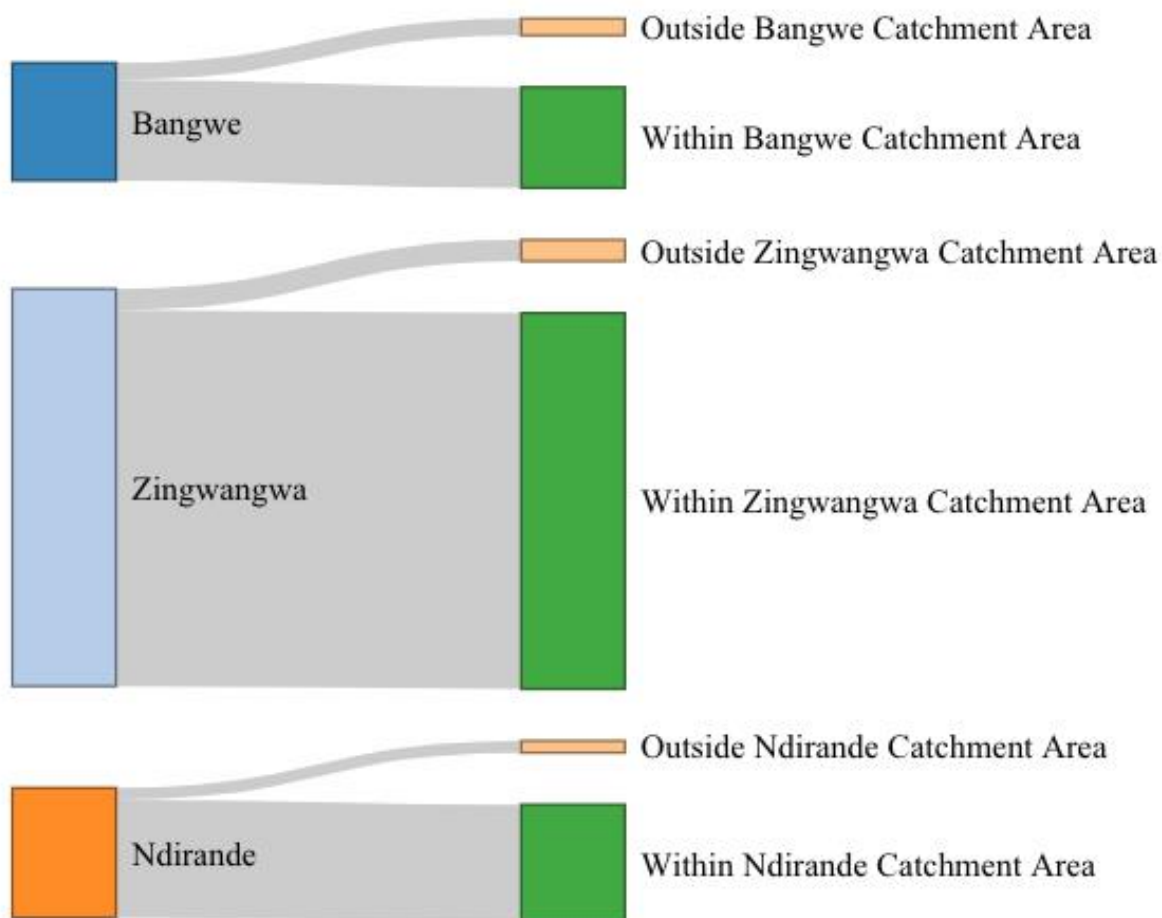 Outside Bangwe Catchment Area
Bangwe
Within Bangwe Catchment Area
Outside Zingwangwa Catchment Area
Zingwangwa
Within Zingwangwa Catchment Area
Outside Ndirande Catchment Area
Ndirande
Within Ndirande Catchment Area